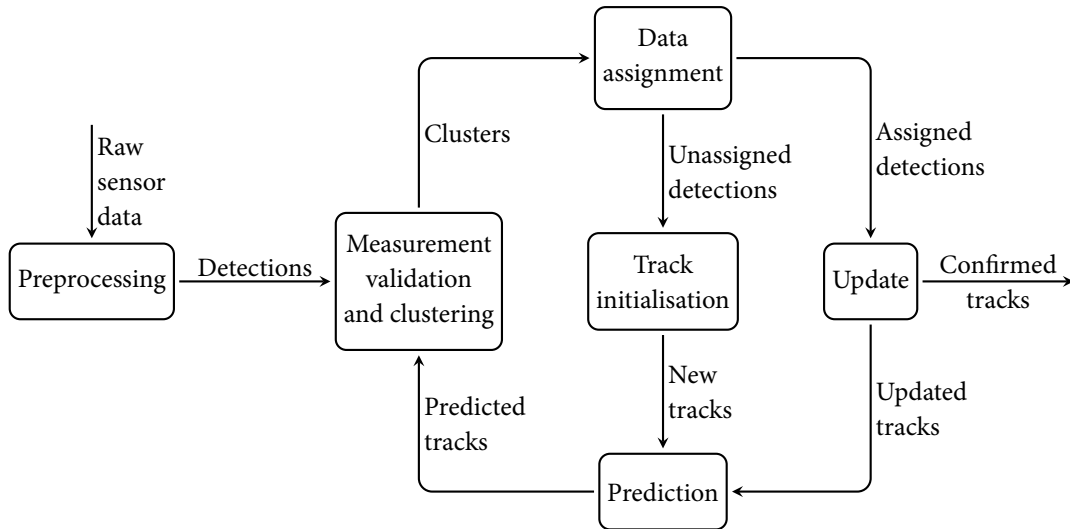 Data
assignment
Clusters
Raw
sensor
data
Unassigned
detections
Assigned
detections
Preprocessing
Detections
Measurement
validation
and clustering
Track
initialisation
Update
Confirmed
tracks
Predicted
tracks
New
tracks
Updated
tracks
Prediction